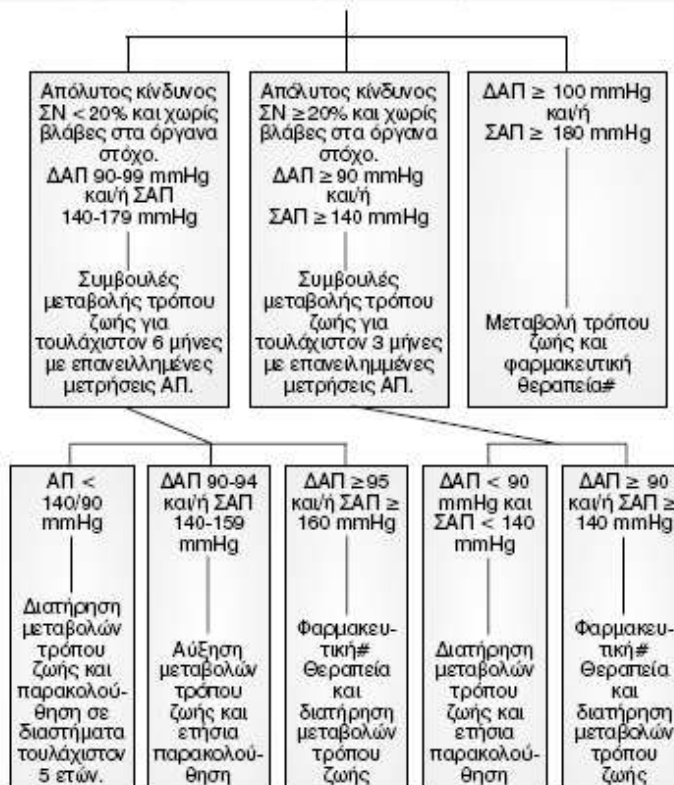 Απόλυτος κίνδυνος
ΣΝ < 20% και χωρίς
βλάβες στα όργανα
στόχο.
ΔΑΠ 90-99 mmHg
και/ή ΣΑΠ
140-179 mmHg
Συμβουλές
μεταβολής τρόπου
ζωής για
τουλάχιστον 6 μήνες
με επανειλλημένες
μετρήσεις ΑΠ.
Απόλυτος κίνδυνος
ΣΝ ≥ 20% και χωρίς
βλάβες στα όργανα
στόχο.
ΔΑΠ ≥ 90 mmHg
και/ή
ΣΑΠ ≥ 140 mmHg
Συμβουλές
μεταβολής τρόπου
ζωής για
τουλάχιστον 3 μήνες
με επανειλημμένες
μετρήσεις ΑΠ.
ΔΑΠ ≥ 100 mmHg
και/ή
ΣΑΠ ≥ 180 mmHg
Μεταβολή τρόπου
ζωής και
φαρμακευτική
θεραπεία#
ΑΠ <
140/90
mmHg
Διατήρηση
μεταβολών
τρόπου
ζωής και
παρακολού-
θηση σε
διαστήματα
τουλάχιστον
5 ετών.
ΔΑΠ 90-94
και/ή ΣΑΠ
140-159
mmHg
Αύξηση
μεταβολών
τρόπου
ζωής και
ετήσια
παρακολού-
θηση
ΔΑΠ ≥ 95
και/ή ΣΑΠ ≥
160 mmHg
Φαρμακευ-
τική#
Θεραπεία
και
διατήρηση
μεταβολών
τρόπου
ζωής
ΔΑΠ < 90
mmHg και
ΣΑΠ < 140
mmHg
Διατήρηση
μεταβολών
τρόπου
ζωής και
ετήσια
παρακολού-
θηση
ΔΑΠ ≥ 90
και/ή ΣΑΠ ≥
140 mmHg
Φαρμακευ-
τική#
Θεραπεία
και
διατήρηση
μεταβολών
τρόπου
ζωής